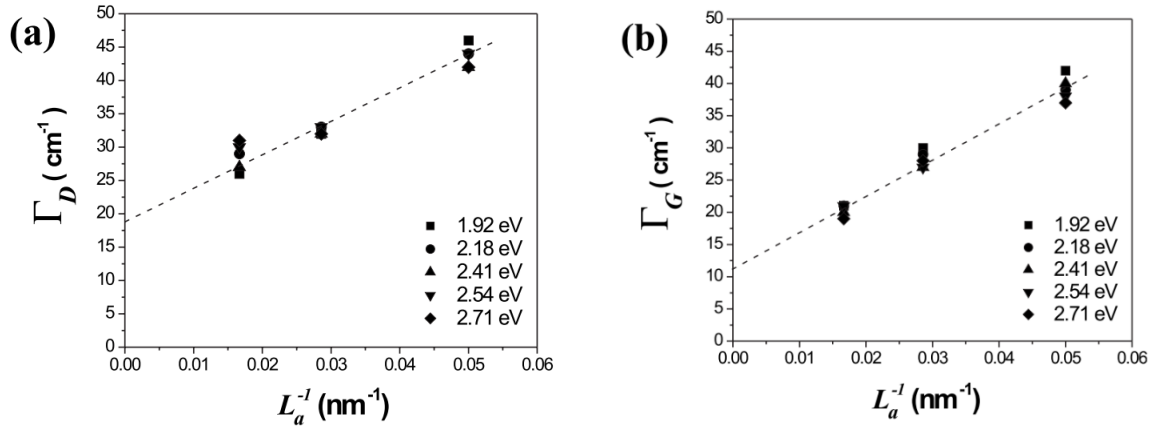 (a)
Γ_D (cm⁻¹)
50
45
40
35
30
25
20
15
10
5
0
1.92 eV
2.18 eV
2.41 eV
2.54 eV
2.71 eV
0.00 0.01 0.02 0.03 0.04 0.05 0.06
L_a⁻¹ (nm⁻¹)
(b)
Γ_G (cm⁻¹)
50
45
40
35
30
25
20
15
10
5
0
1.92 eV
2.18 eV
2.41 eV
2.54 eV
2.71 eV
0.00 0.01 0.02 0.03 0.04 0.05 0.06
L_a⁻¹ (nm⁻¹)